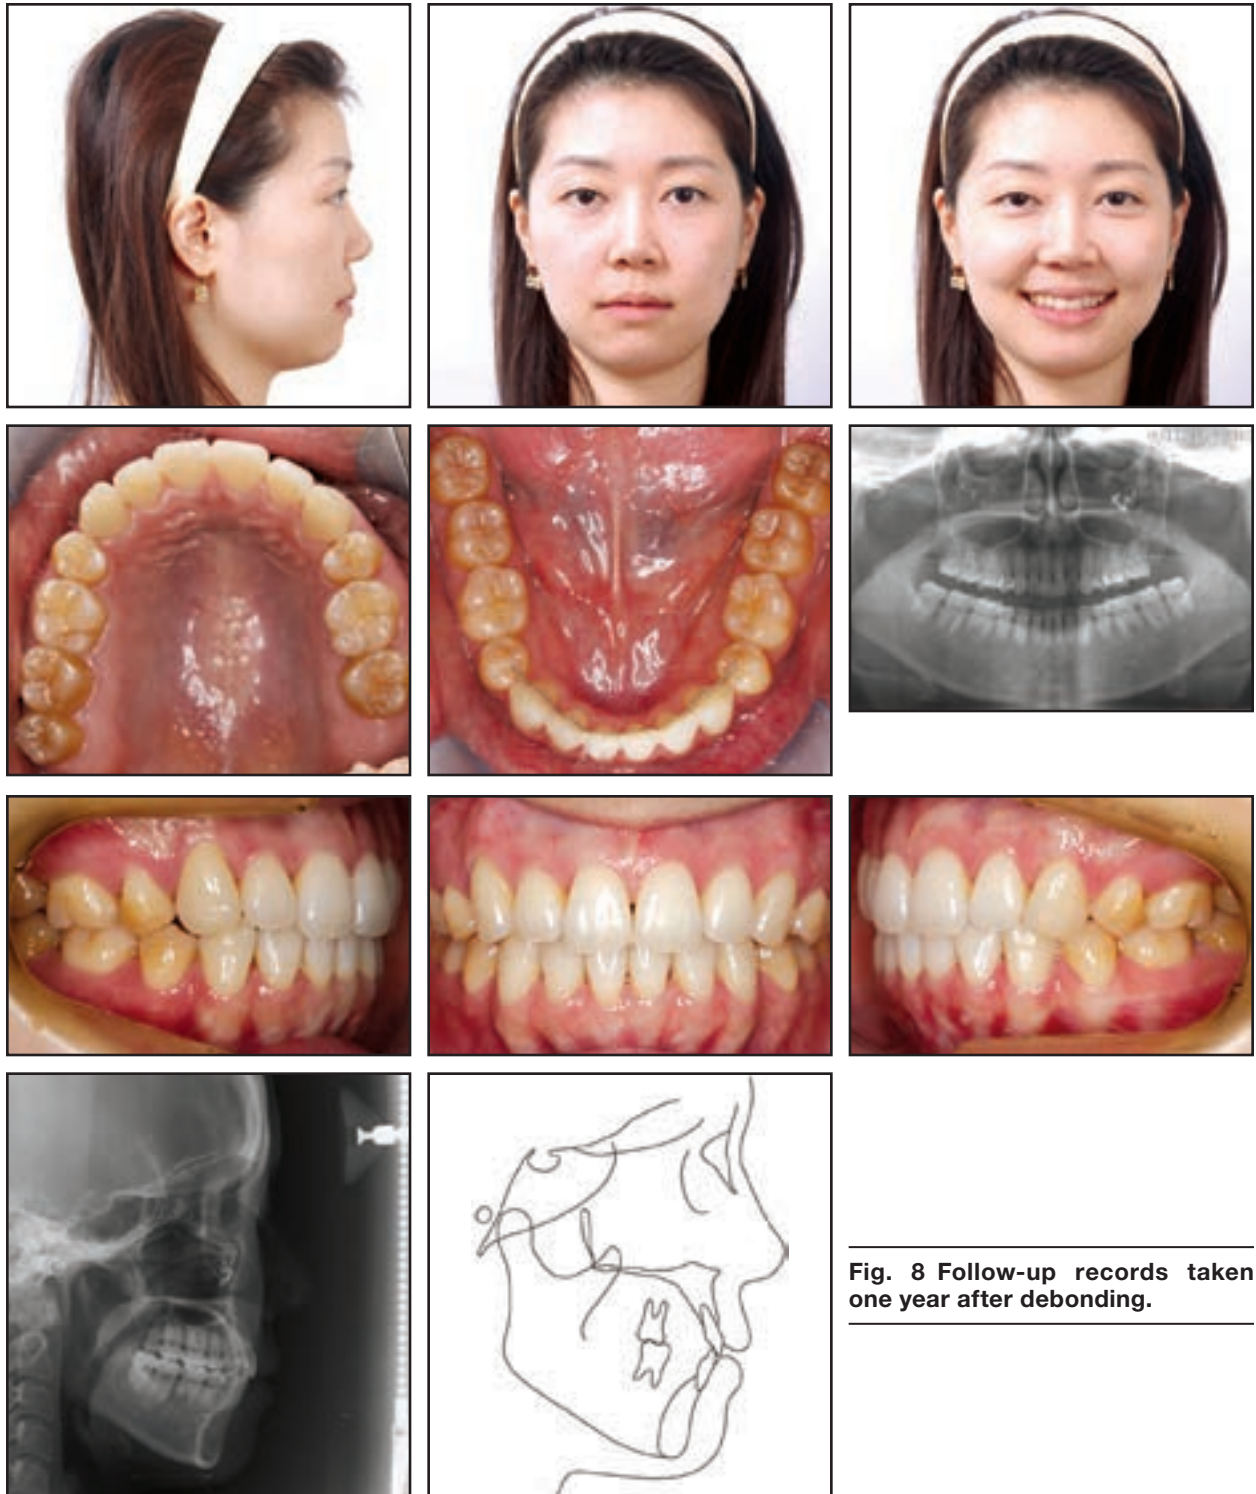 Fig. 8 Follow-up records taken
one year after debonding.